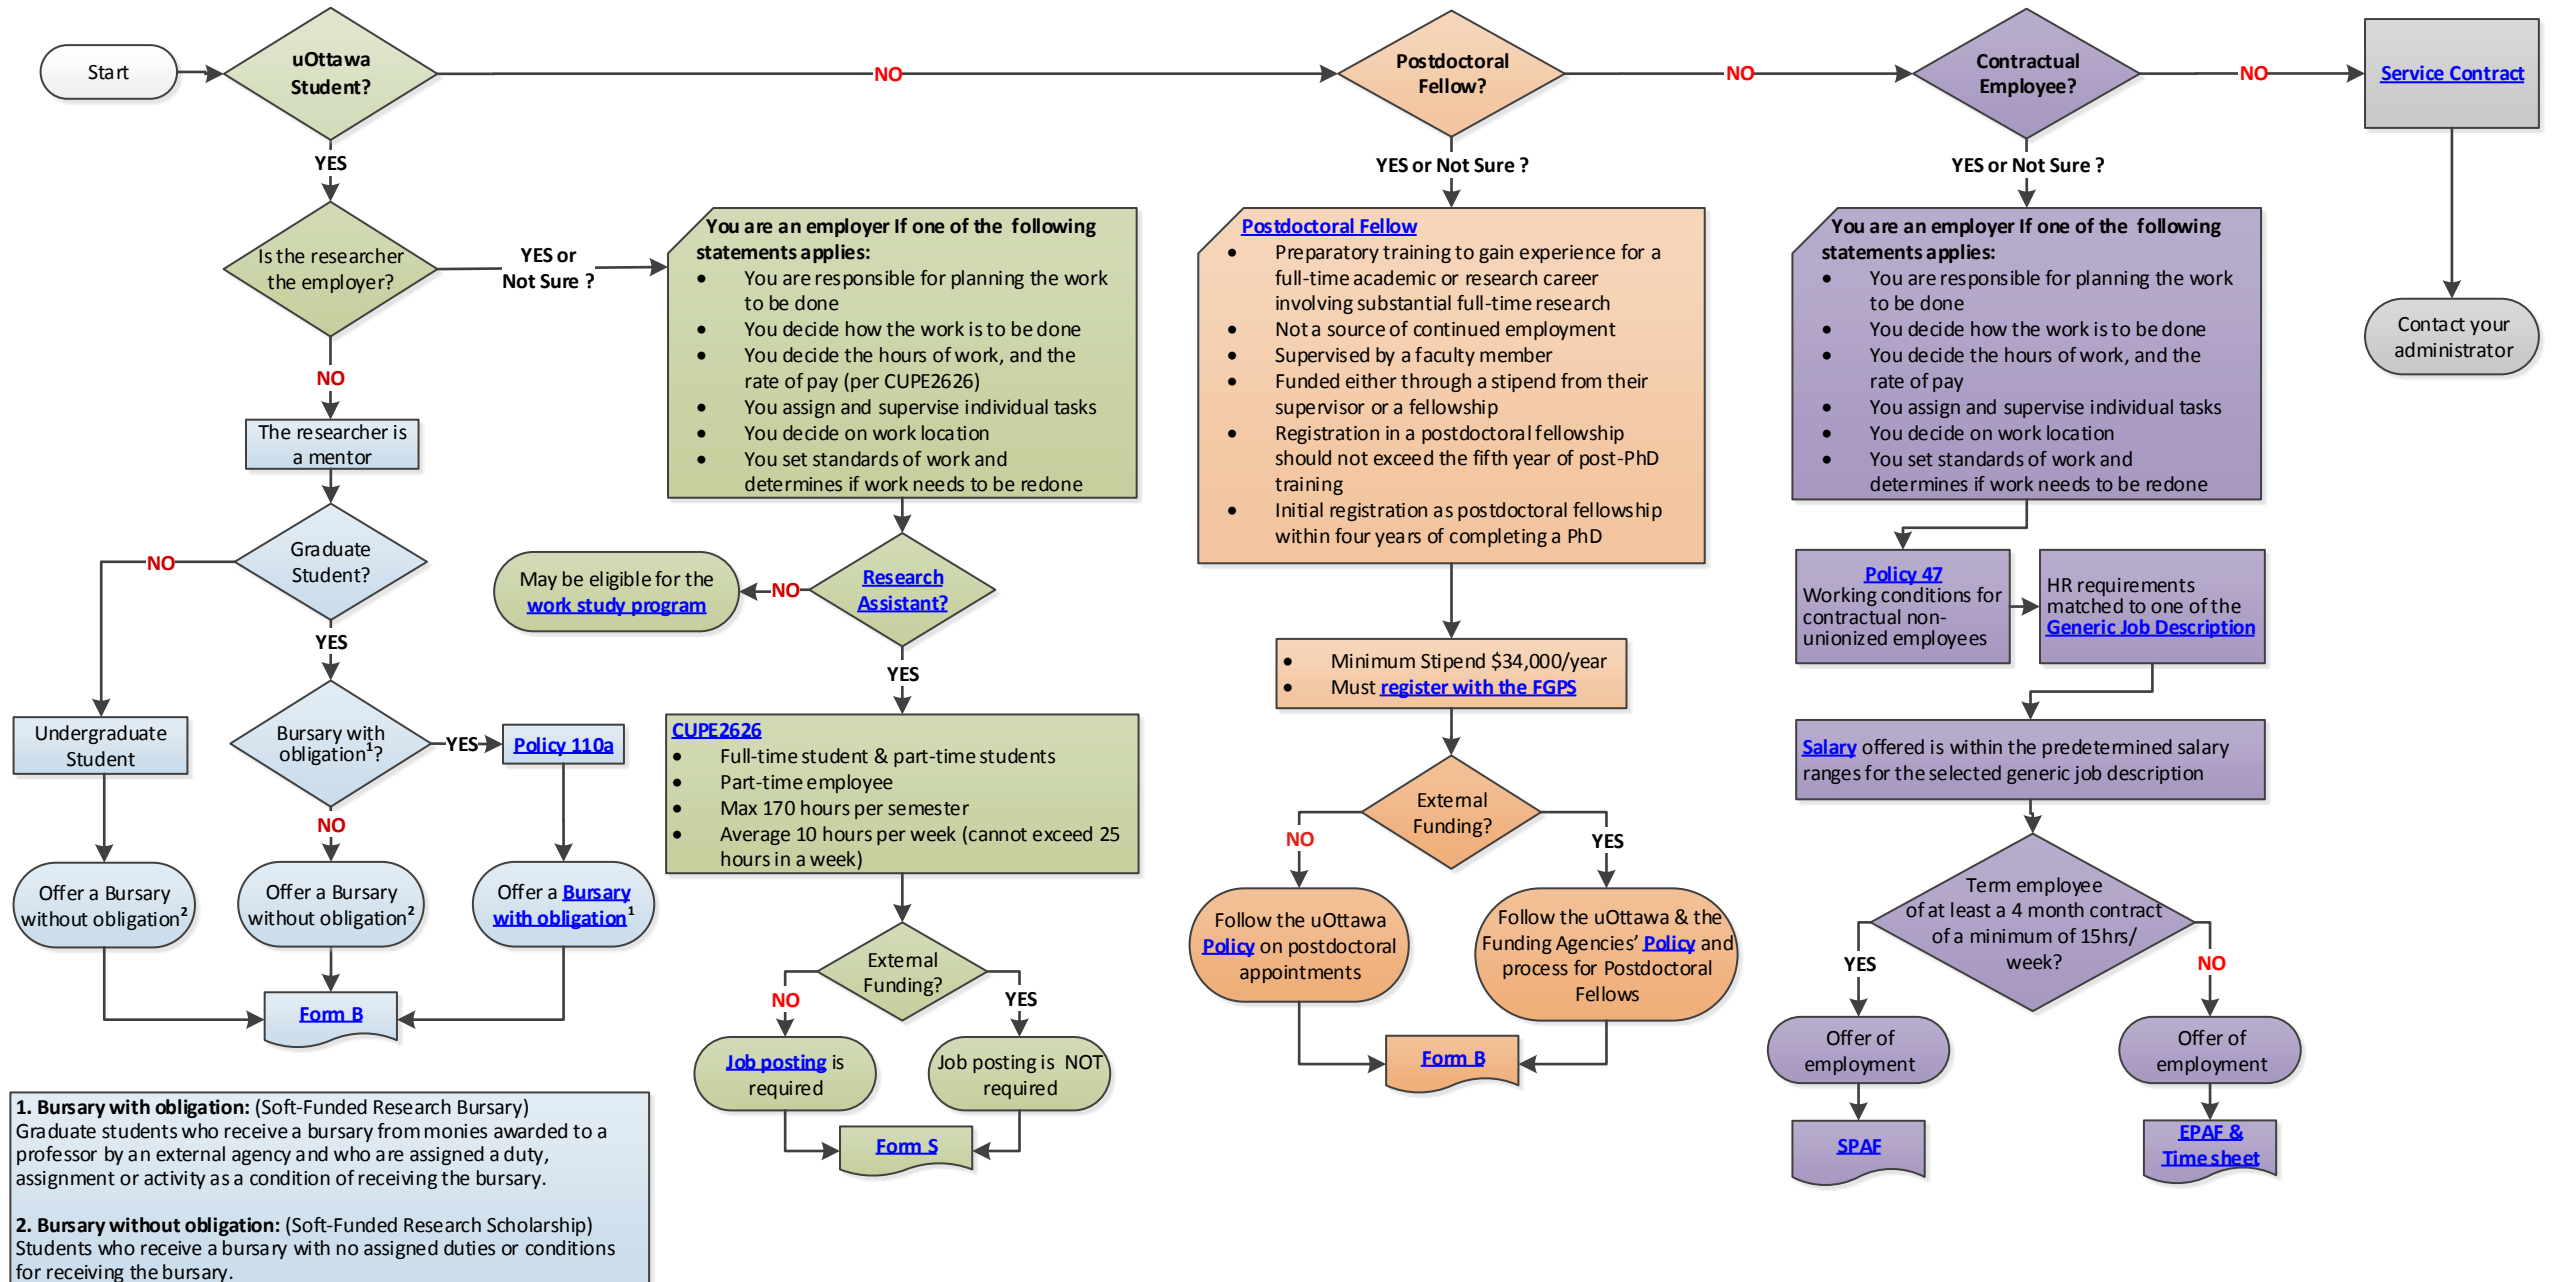 Start
uOttawa
Student?
NO
Postdoctoral
Fellow?
NO
Contractual
Employee?
NO
Service Contract
YES
YES or Not Sure ?
YES or Not Sure ?
Contact your
administrator
Is the researcher
the employer?
YES or
Not Sure ?
NO
The researcher is
a mentor
Graduate
Student?
NO
YES
Undergraduate
Student
Bursary with
obligation¹?
YES
Policy 110a
NO
Offer a Bursary
without obligation²
Offer a Bursary
without obligation²
Offer a Bursary
with obligation¹
Form B
1. Bursary with obligation: (Soft-Funded Research Bursary)
Graduate students who receive a bursary from monies awarded to a
professor by an external agency and who are assigned a duty,
assignment or activity as a condition of receiving the bursary.
2. Bursary without obligation: (Soft-Funded Research Scholarship)
Students who receive a bursary with no assigned duties or conditions
for receiving the bursary.
You are an employer If one of the following
statements applies:
• You are responsible for planning the work
to be done
• You decide how the work is to be done
• You decide the hours of work, and the
rate of pay (per CUPE2626)
• You assign and supervise individual tasks
• You decide on work location
• You set standards of work and
determines if work needs to be redone
Research
Assistant?
NO
May be eligible for the
work study program
YES
CUPE2626
• Full-time student & part-time students
• Part-time employee
• Max 170 hours per semester
• Average 10 hours per week (cannot exceed 25
hours in a week)
External
Funding?
NO
YES
Job posting is
required
Job posting is NOT
required
Form S
Postdoctoral Fellow
• Preparatory training to gain experience for a
full-time academic or research career
involving substantial full-time research
• Not a source of continued employment
• Supervised by a faculty member
• Funded either through a stipend from their
supervisor or a fellowship
• Registration in a postdoctoral fellowship
should not exceed the fifth year of post-PhD
training
• Initial registration as postdoctoral fellowship
within four years of completing a PhD
• Minimum Stipend $34,000/year
• Must register with the FGPS
External
Funding?
NO
YES
Follow the uOttawa
Policy on postdoctoral
appointments
Follow the uOttawa & the
Funding Agencies’ Policy and
process for Postdoctoral
Fellows
Form B
You are an employer If one of the following
statements applies:
• You are responsible for planning the work
to be done
• You decide how the work is to be done
• You decide the hours of work, and the
rate of pay
• You assign and supervise individual tasks
• You decide on work location
• You set standards of work and
determines if work needs to be redone
Policy 47
Working conditions for
contractual non-
unionized employees
HR requirements
matched to one of the
Generic Job Description
Salary offered is within the predetermined salary
ranges for the selected generic job description
Term employee
of at least a 4 month contract
of a minimum of 15hrs/
week?
YES
NO
Offer of
employment
Offer of
employment
SPAF
EPAF &
Time sheet